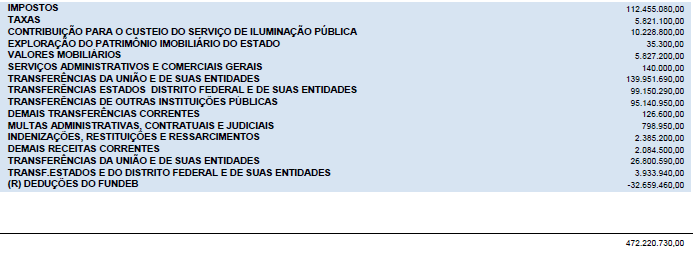 IMPOSTOS 112.455.080,00
TAXAS 5.821.100,00
CONTRIBUIÇÃO PARA O CUSTEIO DO SERVIÇO DE ILUMINAÇÃO PÚBLICA 10.228.800,00
EXPLORAÇÃO DO PATRIMÔNIO IMOBILIÁRIO DO ESTADO 35.300,00
VALORES MOBILIÁRIOS 5.827.200,00
SERVIÇOS ADMINISTRATIVOS E COMERCIAIS GERAIS 140.000,00
TRANSFERÊNCIAS DA UNIÃO E DE SUAS ENTIDADES 139.951.690,00
TRANSFERÊNCIAS ESTADOS DISTRITO FEDERAL E DE SUAS ENTIDADES 99.150.290,00
TRANSFERÊNCIAS DE OUTRAS INSTITUIÇÕES PÚBLICAS 95.140.950,00
DEMAIS TRANSFERÊNCIAS CORRENTES 126.600,00
MULTAS ADMINISTRATIVAS, CONTRATUAIS E JUDICIAIS 798.950,00
INDENIZAÇÕES, RESTITUIÇÕES E RESSARCIMENTOS 2.385.200,00
DEMAIS RECEITAS CORRENTES 2.084.500,00
TRANSFERÊNCIAS DA UNIÃO E DE SUAS ENTIDADES 26.800.590,00
TRANSF.ESTADOS E DO DISTRITO FEDERAL E DE SUAS ENTIDADES 3.933.940,00
(R) DEDUÇÕES DO FUNDEB -32.659.460,00
472.220.730,00